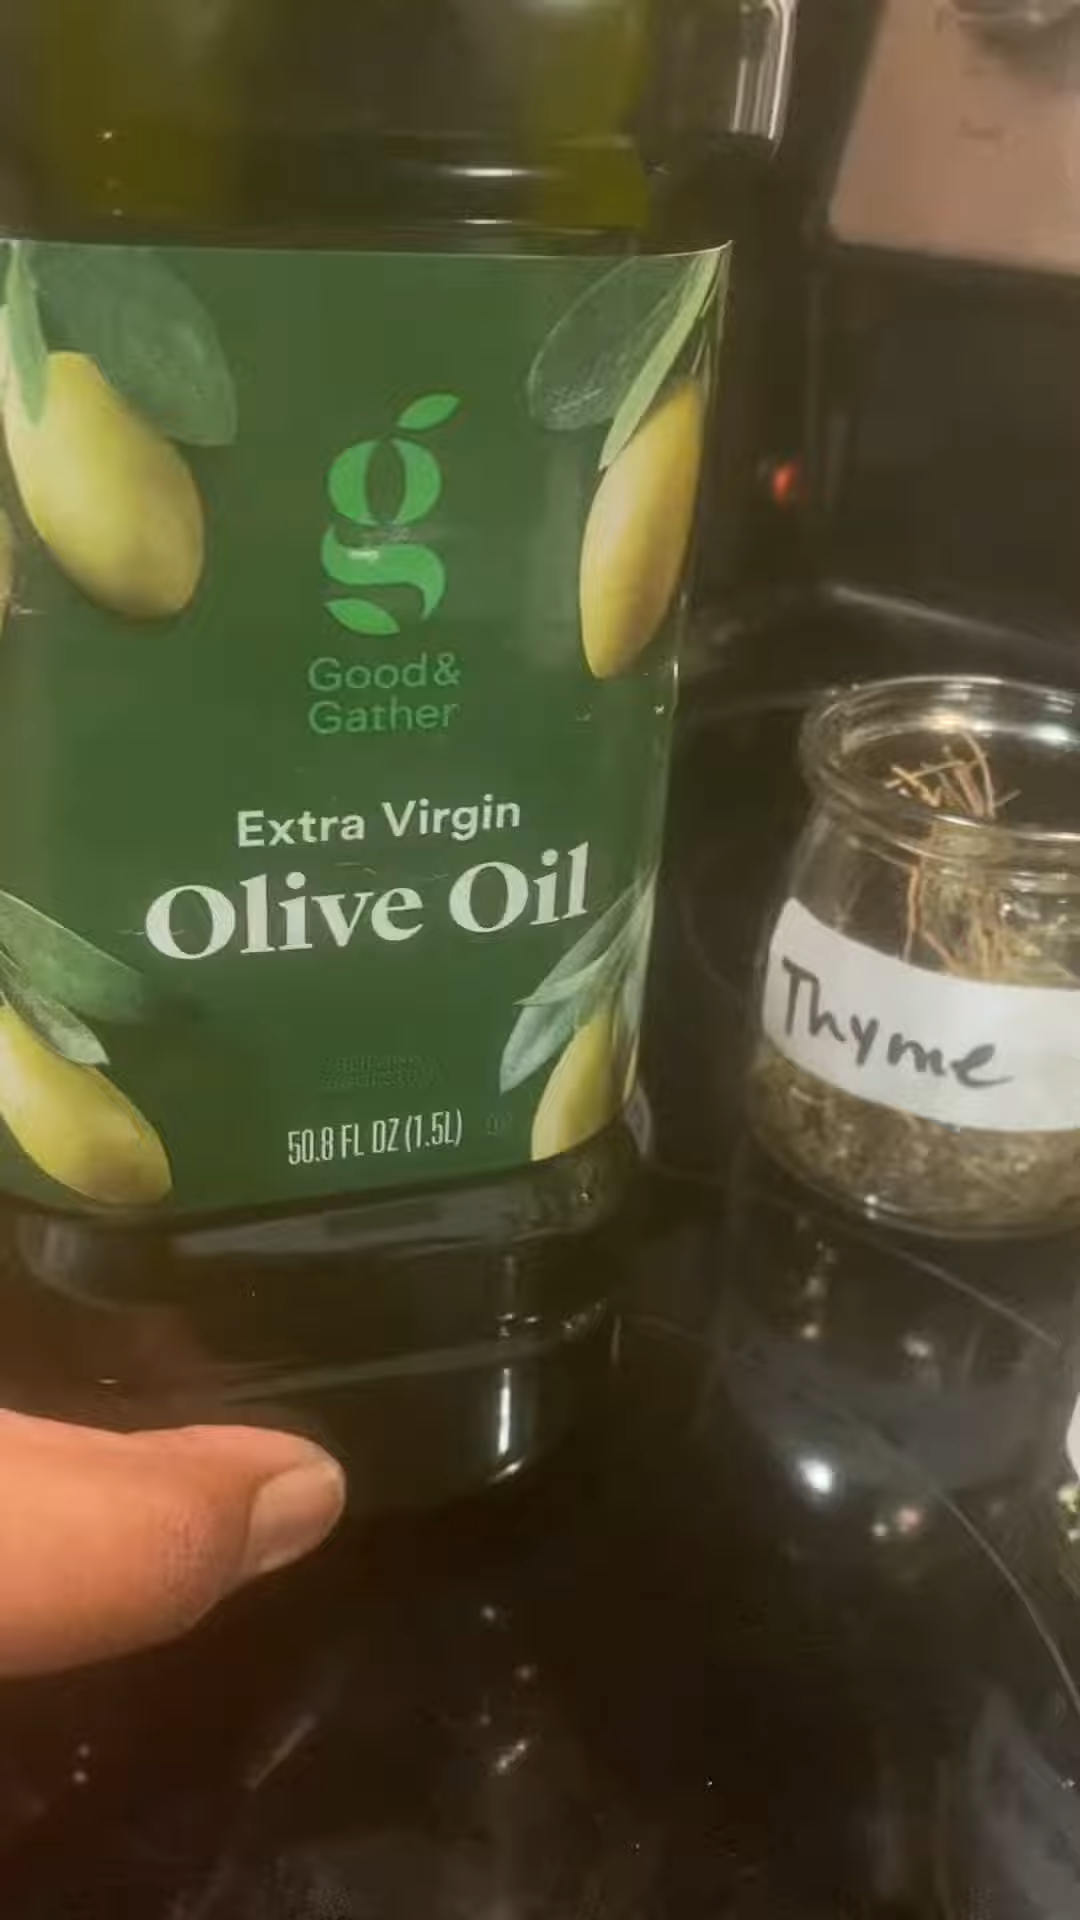 Good &
Gather
Extra Virgin
Olive Oil
50.8 FL OZ (1.5L)
Thyme